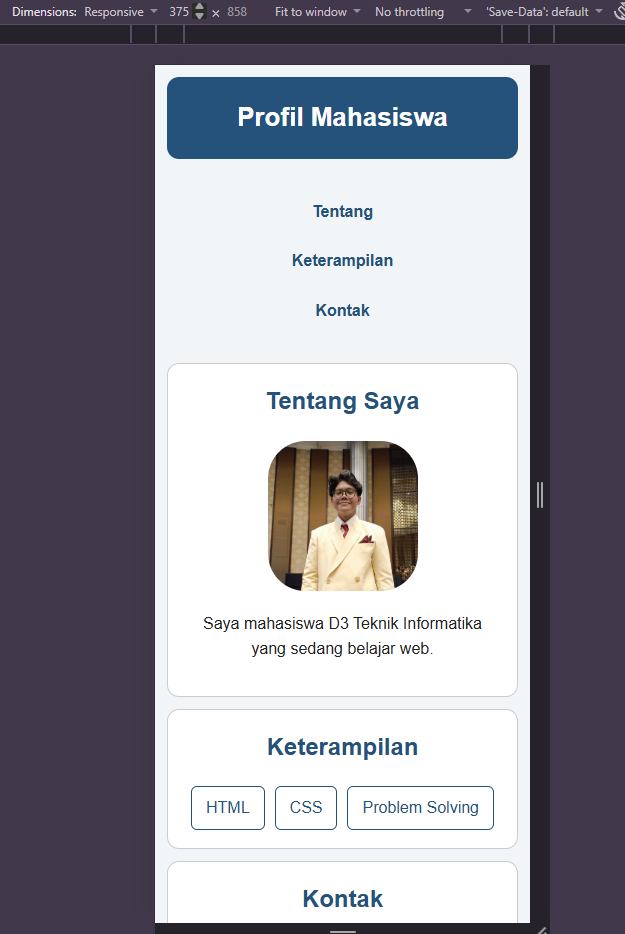 Dimensions: Responsive 375 × 858 Fit to window No throttling 'Save-Data': default
Profil Mahasiswa
Tentang
Keterampilan
Kontak
Tentang Saya
Saya mahasiswa D3 Teknik Informatika
yang sedang belajar web.
Keterampilan
HTML CSS Problem Solving
Kontak